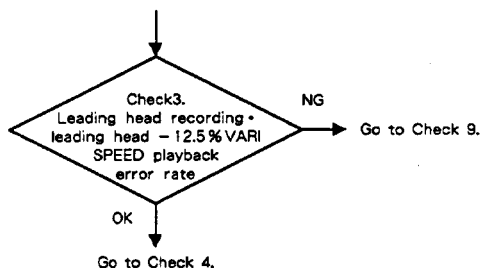 Check3.
Leading head recording •
leading head – 12.5% VARI
SPEED playback
error rate
NG
Go to Check 9.
OK
Go to Check 4.